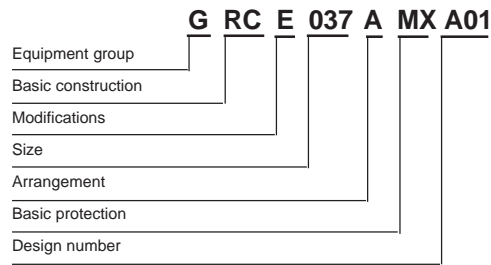 G RC E 037 A MX A01
Equipment group
Basic construction
Modifications
Size
Arrangement
Basic protection
Design number